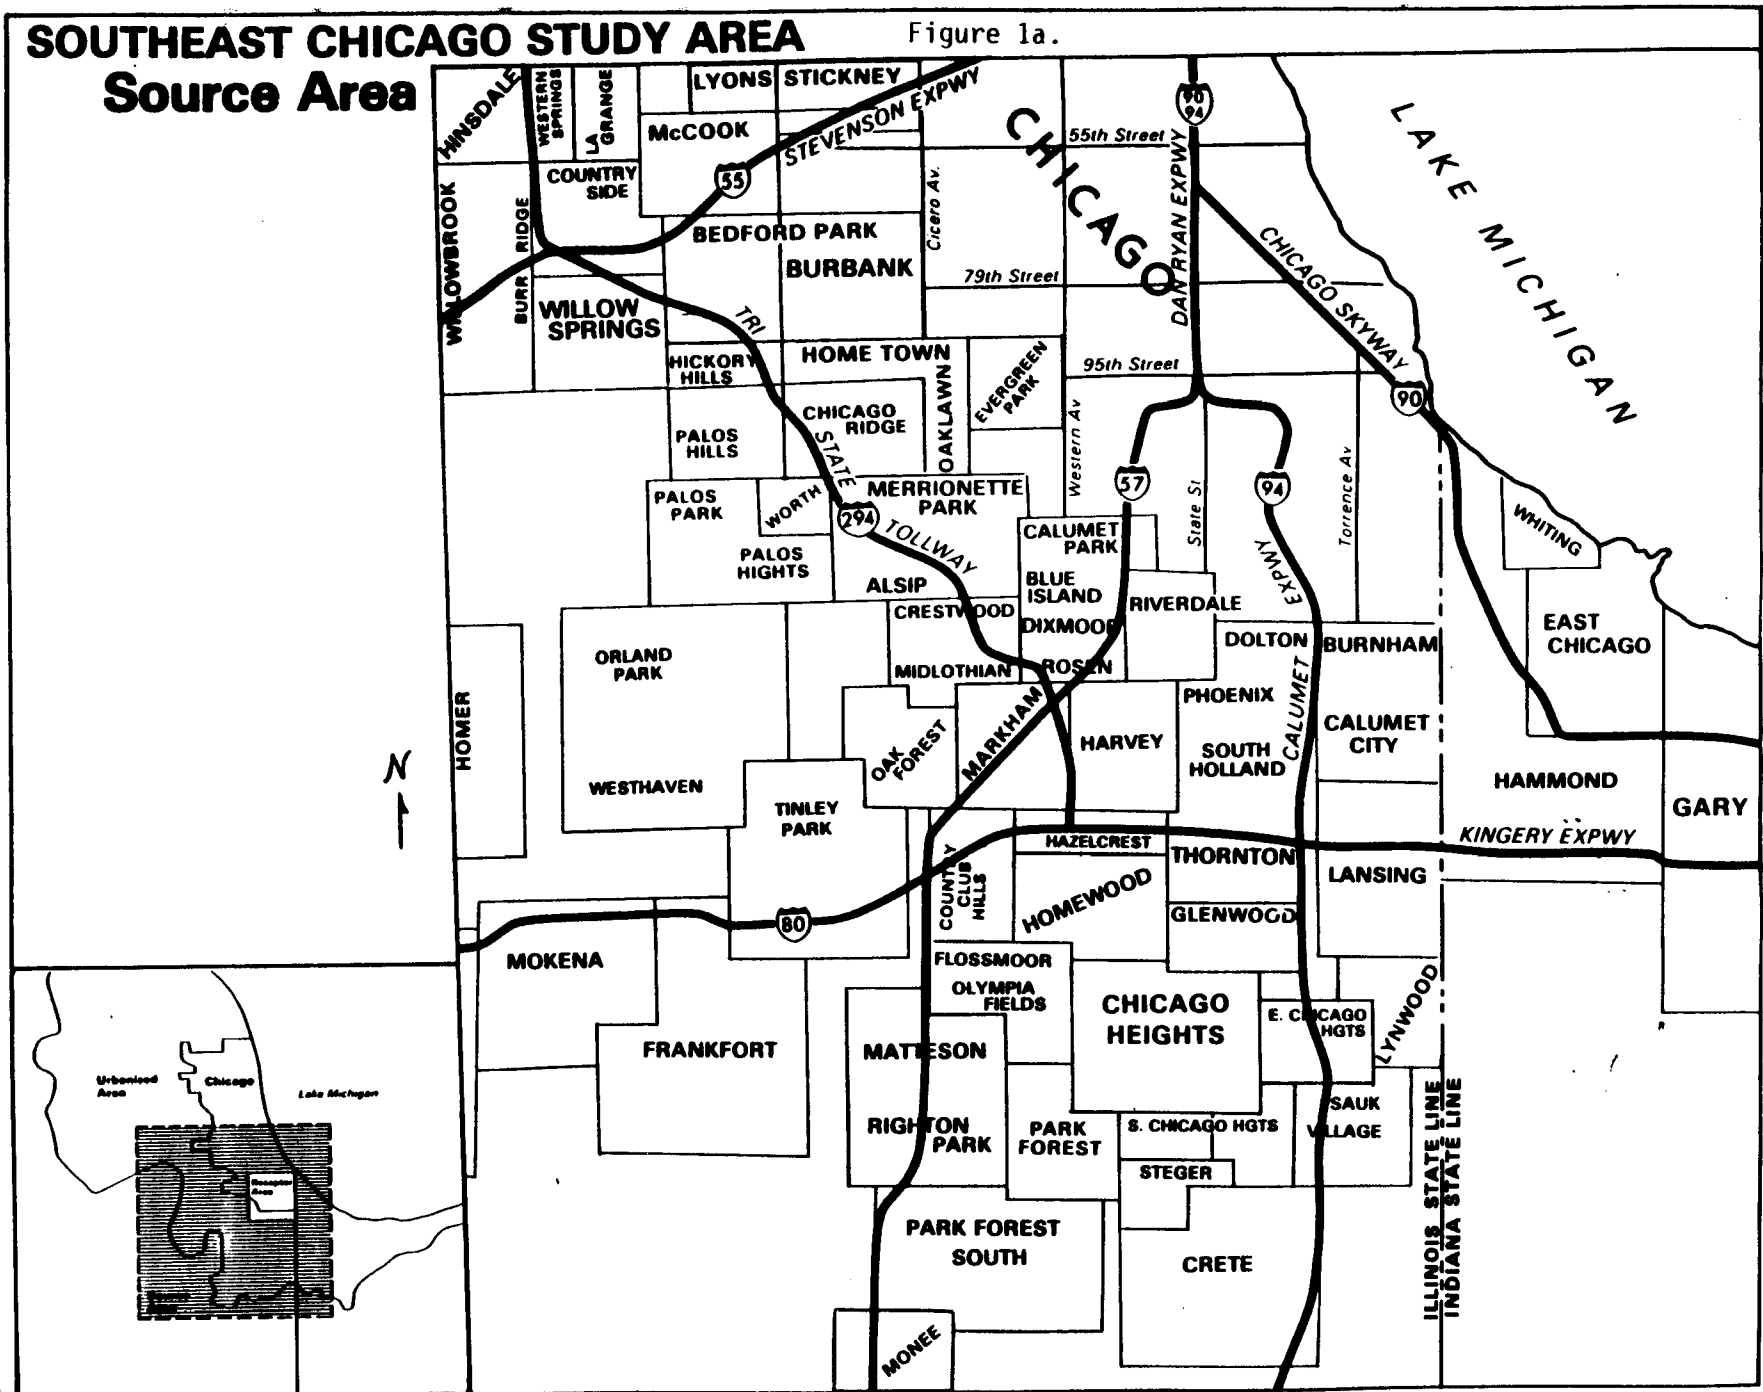 SOUTHEAST CHICAGO STUDY AREA
Source Area
Figure 1a.
HINSDALE
WESTERN
SPRINGS
LA
GRANGE
LYONS
STICKNEY
McCOOK
STEVENSON EXPWY
55
COUNTRY
SIDE
WILLOWBROOK
BURR RIDGE
BEDFORD PARK
BURBANK
Cicero Av.
CHICAGO
90
94
55th Street
DAN RYAN EXPWY
LAKE MICHIGAN
CHICAGO SKYWAY
79th Street
WILLOW
SPRINGS
TRI
STATE
TOLLWAY
HICKORY
HILLS
HOME TOWN
OAKLAWN
EVERGREEN
PARK
95th Street
90
CHICAGO
RIDGE
PALOS
HILLS
Western Av
57
State St
94
Torrence Av
PALOS
PARK
WORTH
294
MERRIONETTE
PARK
CALUMET
PARK
WHITING
PALOS
HIGHTS
ALSIP
BLUE
ISLAND
EXPWY
CALUMET
CRESTWOOD
RIVERDALE
DIXMOOR
DOLTON
BURNHAM
EAST
CHICAGO
ORLAND
PARK
MIDLOTHIAN
ROSEN
PHOENIX
HOMER
N
OAK
FOREST
MARKHAM
HARVEY
SOUTH
HOLLAND
CALUMET
CITY
HAMMOND
GARY
WESTHAVEN
TINLEY
PARK
HAZELCREST
KINGERY EXPWY
COUNTRY
CLUB
HILLS
THORNTON
LANSING
HOMEWOOD
GLENWOOD
80
MOKENA
FLOSSMOOR
OLYMPIA
FIELDS
CHICAGO
HEIGHTS
E. CHICAGO
HGTS
LYNWOOD
FRANKFORT
MATTESON
RIGHTON
PARK
PARK
FOREST
S. CHICAGO HGTS
SAUK
VILLAGE
STEGER
ILLINOIS STATE LINE
INDIANA STATE LINE
PARK FOREST
SOUTH
CRETE
MONEE
Urbanized
Area
Chicago
Lake Michigan
Receptor
Area